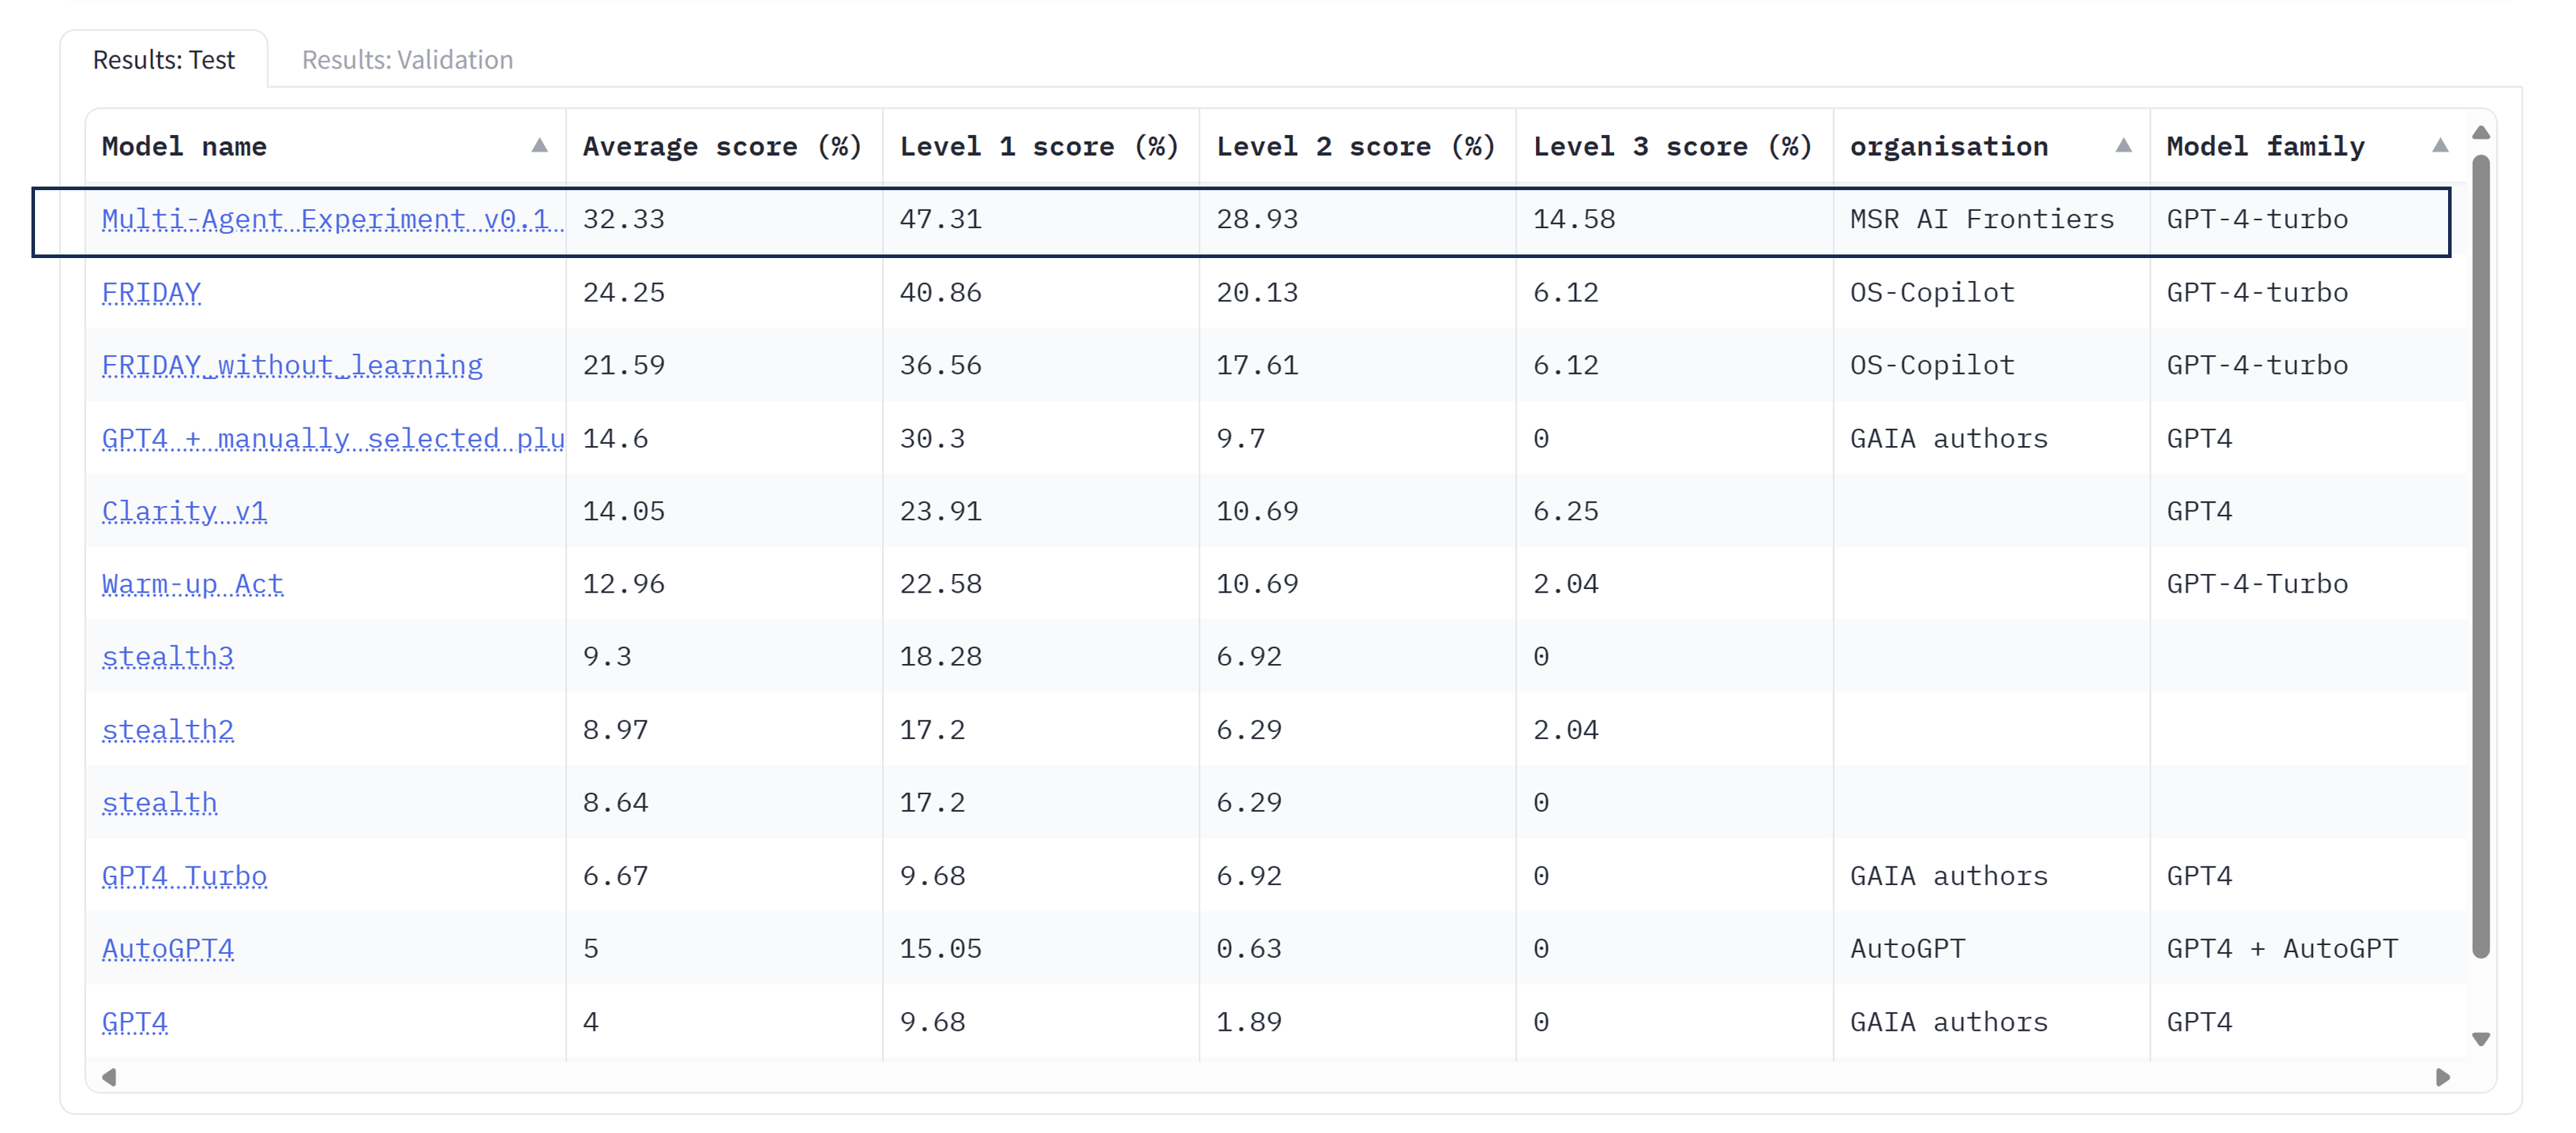 Results: Test Results: Validation
Model name Average score (%) Level 1 score (%) Level 2 score (%) Level 3 score (%) organisation Model family
Multi-Agent Experiment v0.1 32.33 47.31 28.93 14.58 MSR AI Frontiers GPT-4-turbo
FRIDAY 24.25 40.86 20.13 6.12 OS-Copilot GPT-4-turbo
FRIDAY_without_learning 21.59 36.56 17.61 6.12 OS-Copilot GPT-4-turbo
GPT4 + manually selected plu 14.6 30.3 9.7 0 GAIA authors GPT4
Clarity v1 14.05 23.91 10.69 6.25 GPT4
Warm-up Act 12.96 22.58 10.69 2.04 GPT-4-Turbo
stealth3 9.3 18.28 6.92 0
stealth2 8.97 17.2 6.29 2.04
stealth 8.64 17.2 6.29 0
GPT4 Turbo 6.67 9.68 6.92 0 GAIA authors GPT4
AutoGPT4 5 15.05 0.63 0 AutoGPT GPT4 + AutoGPT
GPT4 4 9.68 1.89 0 GAIA authors GPT4